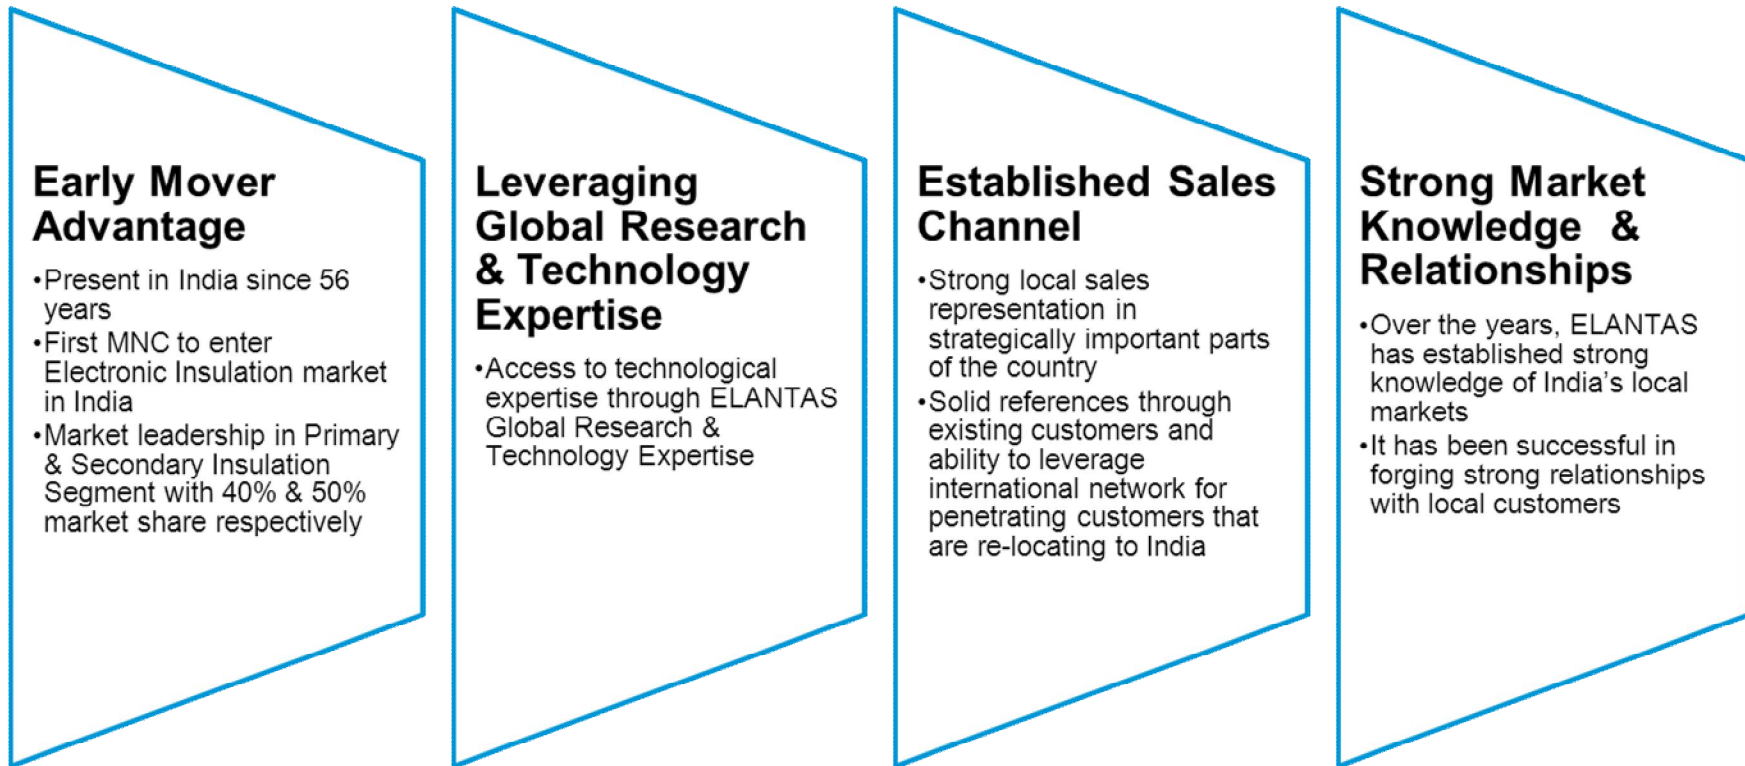 Early Mover
Advantage
•Present in India since 56
years
•First MNC to enter
Electronic Insulation market
in India
•Market leadership in Primary
& Secondary Insulation
Segment with 40% & 50%
market share respectively
Leveraging
Global Research
& Technology
Expertise
•Access to technological
expertise through ELANTAS
Global Research &
Technology Expertise
Established Sales
Channel
•Strong local sales
representation in
strategically important parts
of the country
•Solid references through
existing customers and
ability to leverage
international network for
penetrating customers that
are re-locating to India
Strong Market
Knowledge &
Relationships
•Over the years, ELANTAS
has established strong
knowledge of India's local
markets
•It has been successful in
forging strong relationships
with local customers